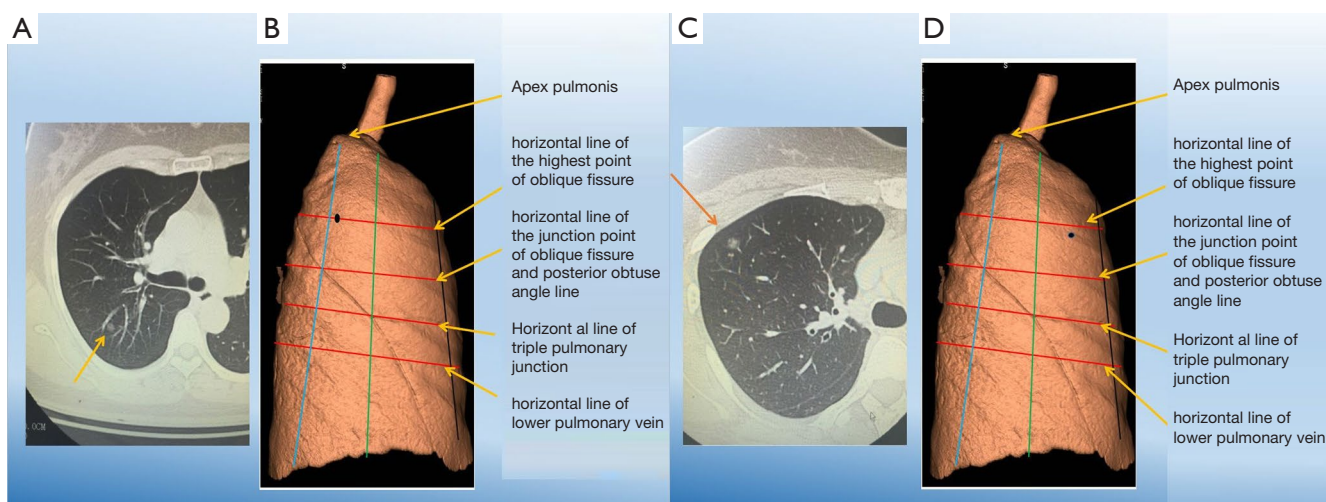 A
B
C
D
S
S
Apex pulmonis
horizontal line of
the highest point
of oblique fissure
horizontal line of
the junction point
of oblique fissure
and posterior obtuse
angle line
Horizont al line of
triple pulmonary
junction
horizontal line of
lower pulmonary vein
Apex pulmonis
horizontal line of
the highest point
of oblique fissure
horizontal line of
the junction point
of oblique fissure
and posterior obtuse
angle line
Horizont al line of
triple pulmonary
junction
horizontal line of
lower pulmonary vein